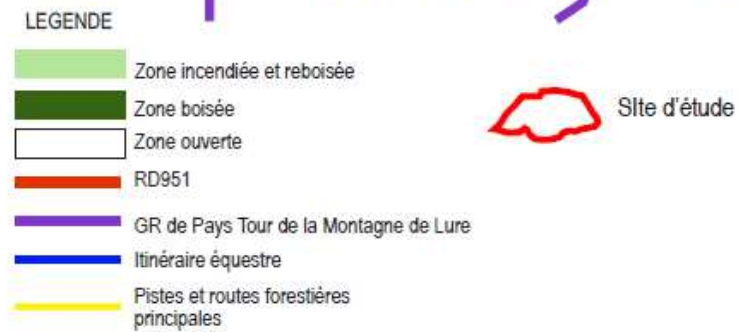 LEGENDE
Zone incendiée et reboisée
Zone boisée
Zone ouverte
RD951
GR de Pays Tour de la Montagne de Lure
Itinéraire équestre
Pistes et routes forestières
principales
SIte d'étude